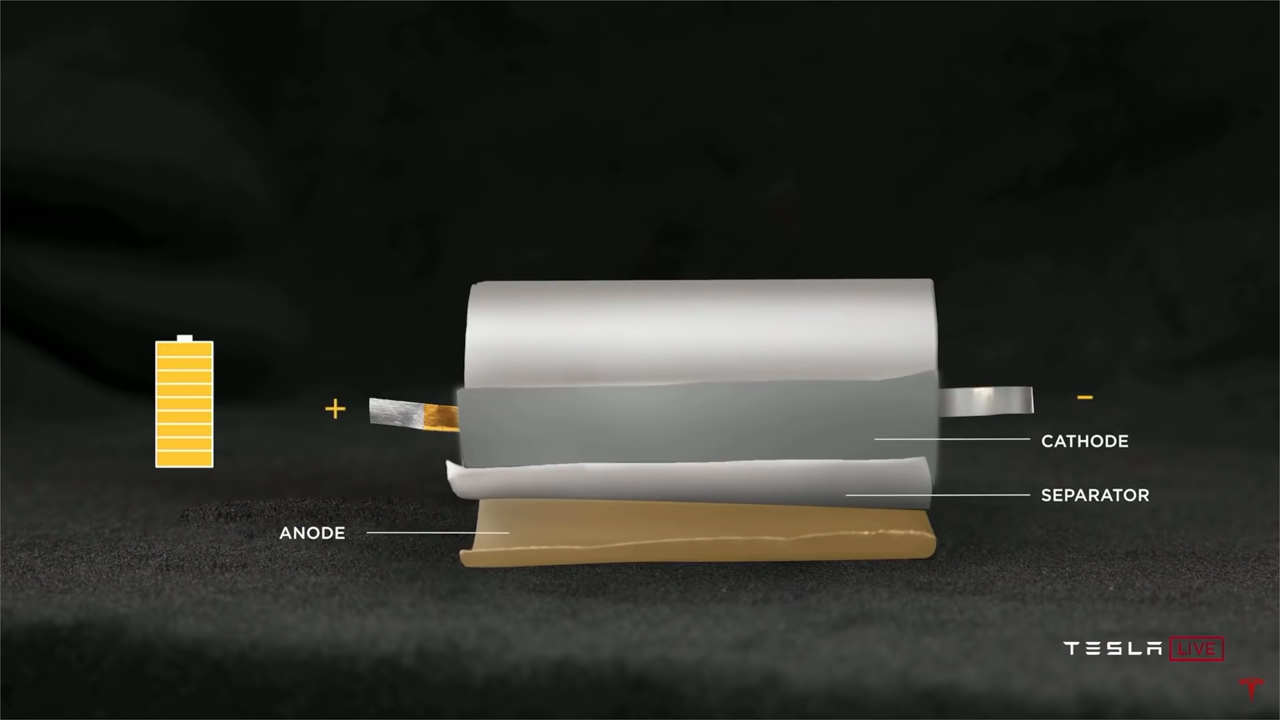 +
−
CATHODE
SEPARATOR
ANODE
TESLA LIVE